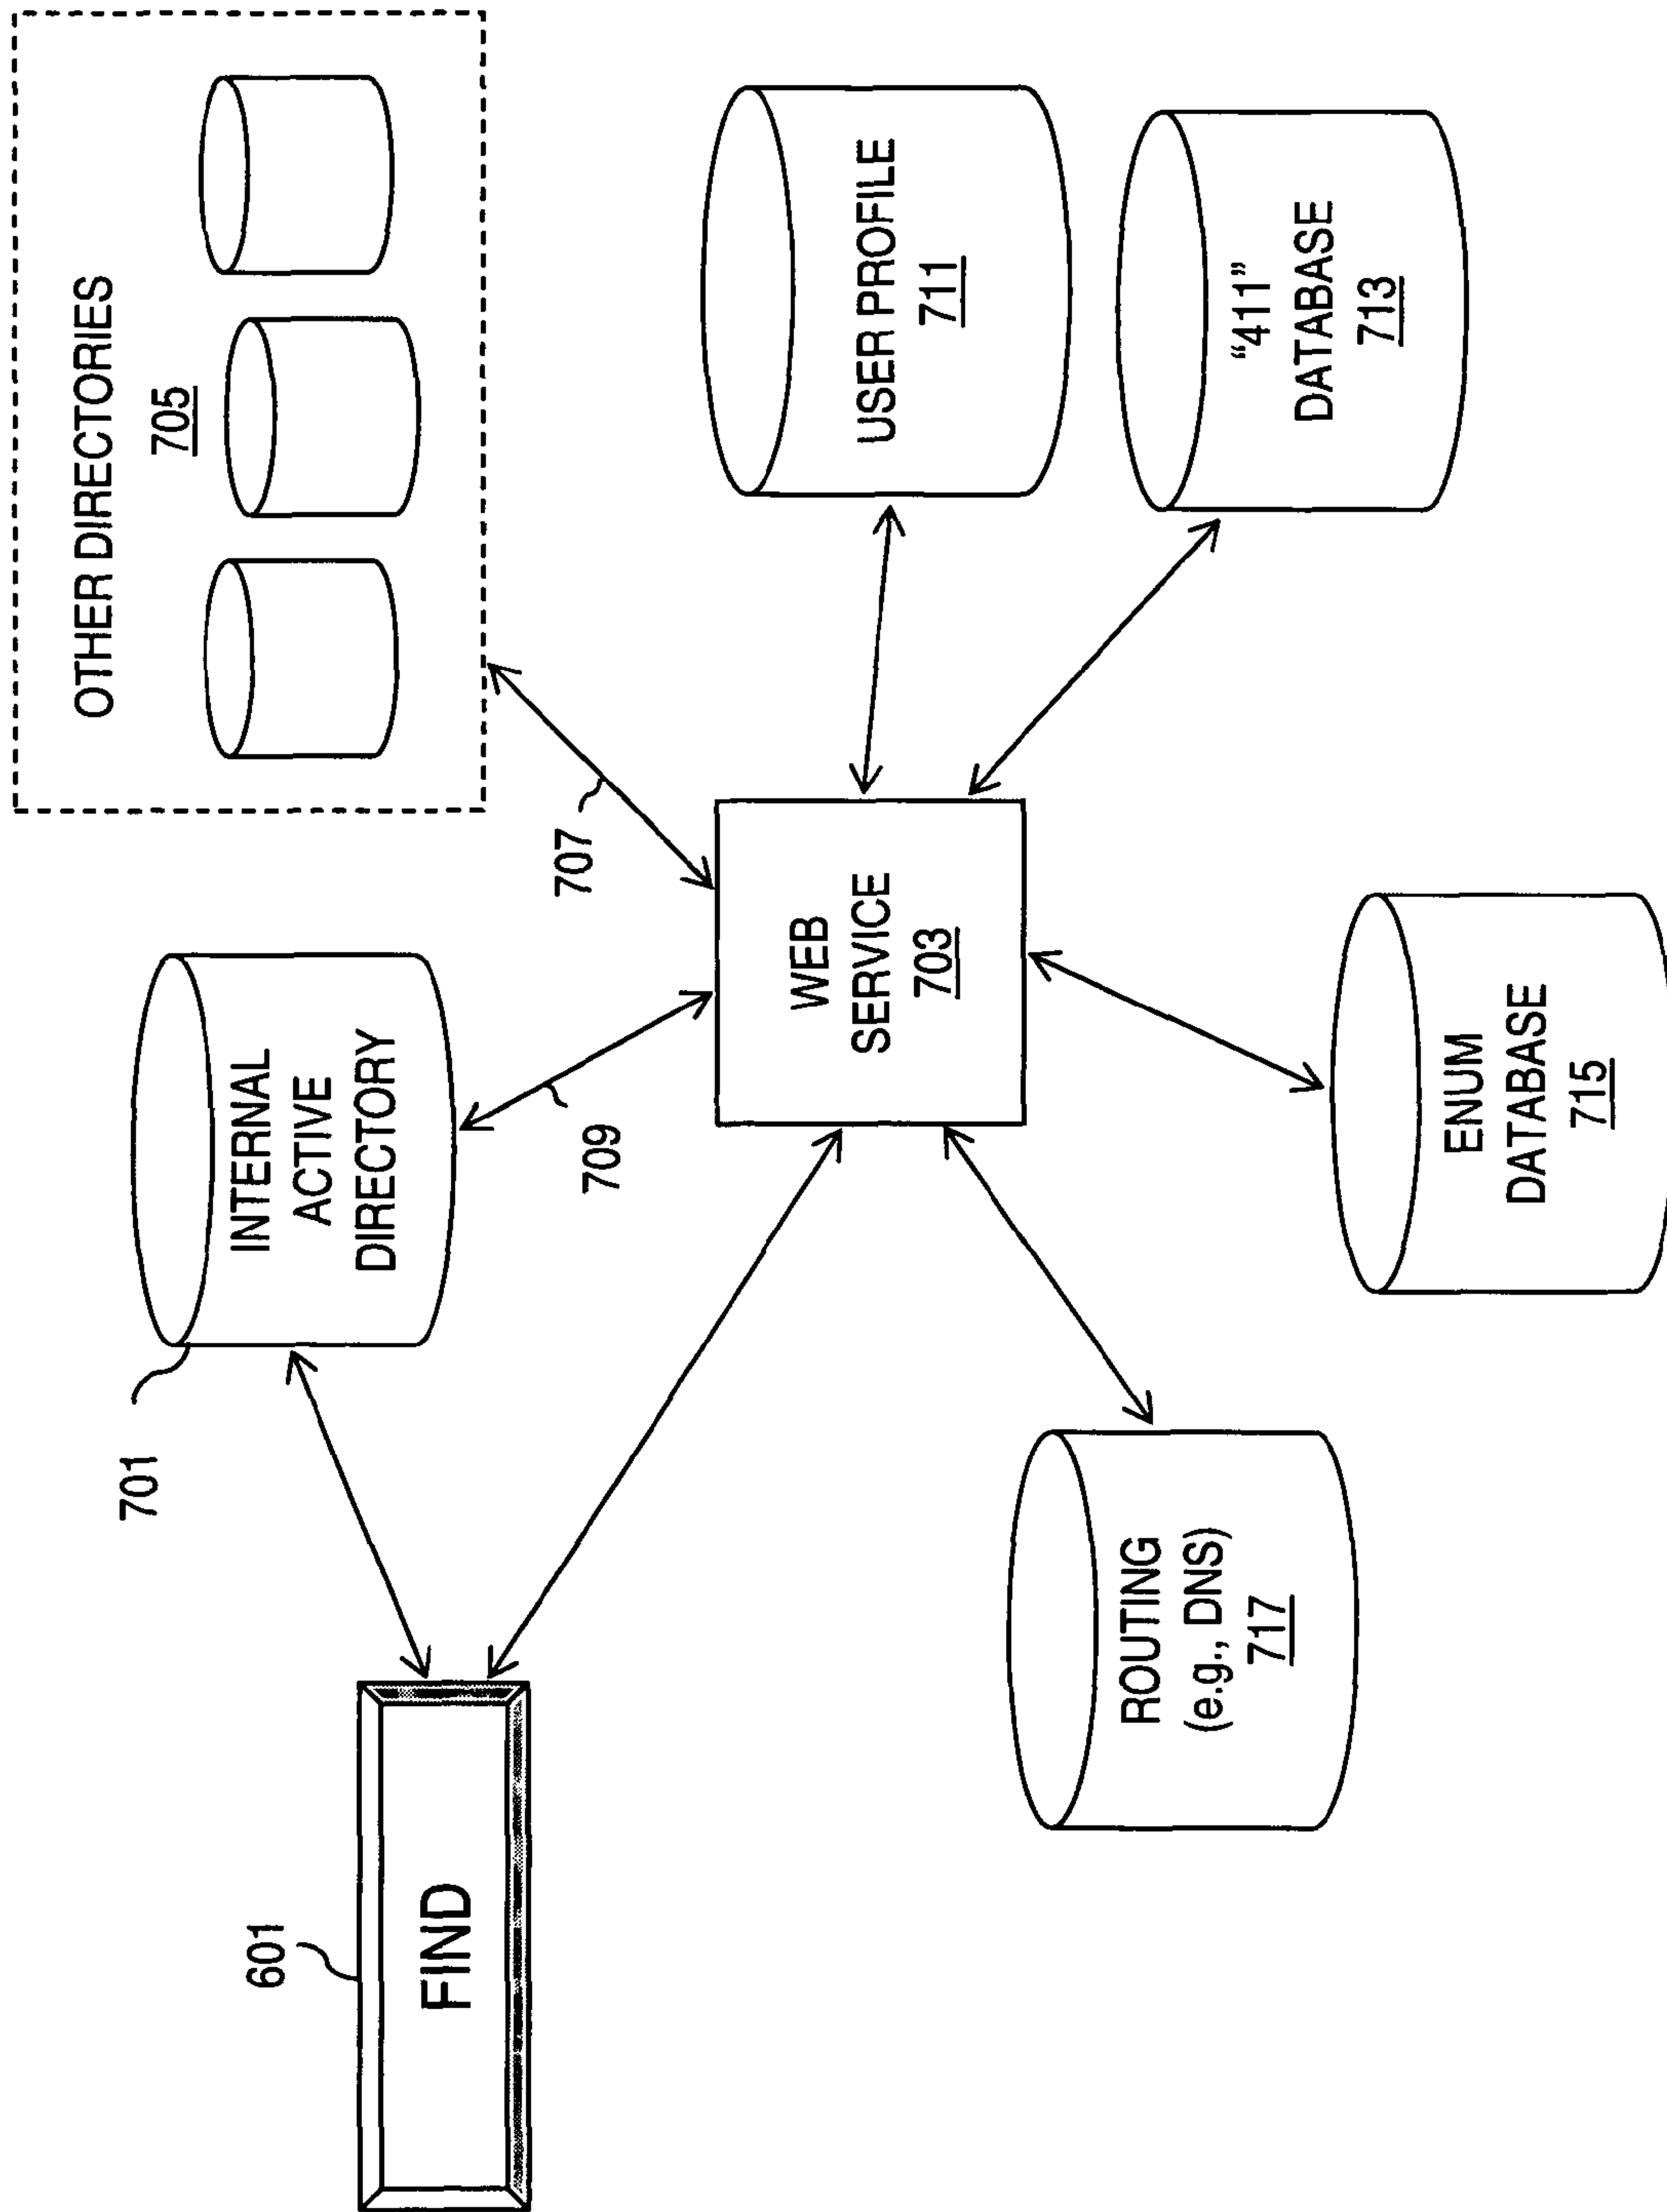 OTHER DIRECTORIES
705
701
INTERNAL
ACTIVE
DIRECTORY
707
709
601
FIND
WEB
SERVICE
703
USER PROFILE
711
"411"
DATABASE
713
ROUTING
(e.g., DNS)
717
ENUM
DATABASE
715